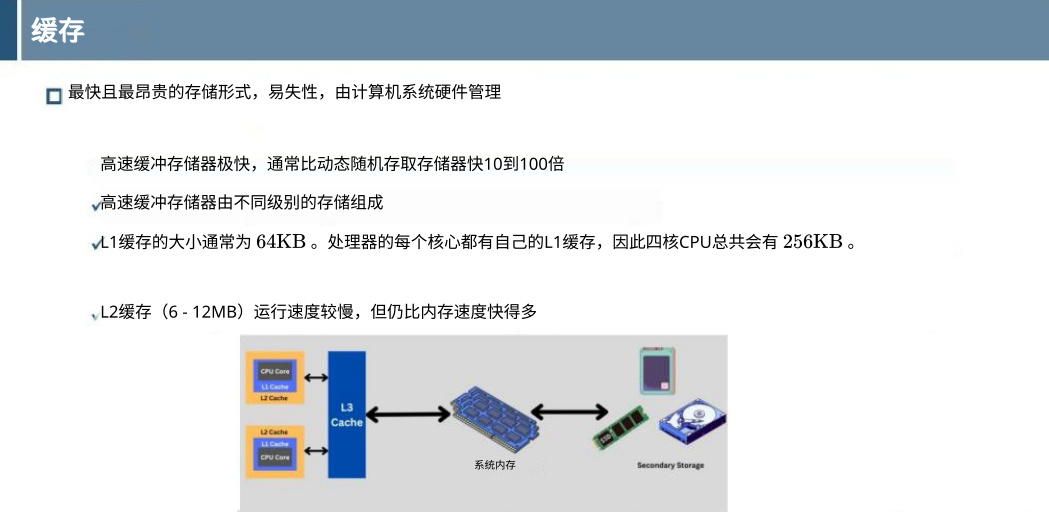 缓存
最快且最昂贵的存储形式，易失性，由计算机系统硬件管理
高速缓冲存储器极快，通常比动态随机存取存储器快10到100倍
高速缓冲存储器由不同级别的存储组成
L1缓存的大小通常为 64KB 。处理器的每个核心都有自己的L1缓存，因此四核CPU总共会有 256KB 。
L2缓存（6 - 12MB）运行速度较慢，但仍比内存速度快得多
CPU Core
L1 Cache
L2 Cache
L2 Cache
L1 Cache
CPU Core
L3
Cache
系统内存
SSD
Secondary Storage